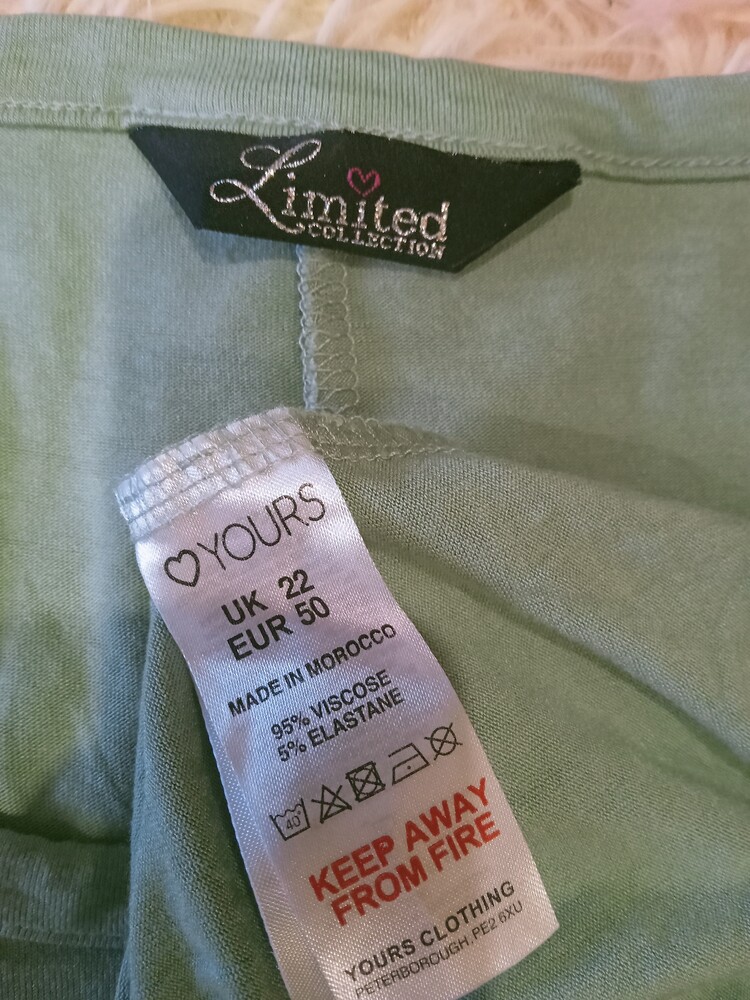 Limited
COLLECTION
YOURS
UK 22
EUR 50
MADE IN MOROCCO
95% VISCOSE
5% ELASTANE
40°
KEEP AWAY
FROM FIRE
YOURS CLOTHING
PETERBOROUGH, PE2 6XU